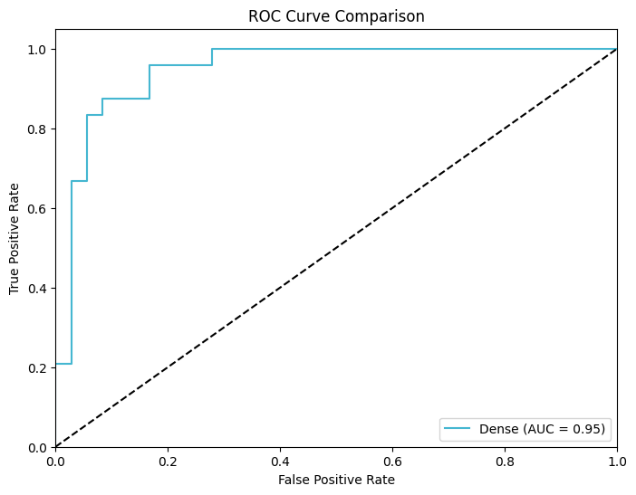 ROC Curve Comparison
True Positive Rate
1.0
0.8
0.6
0.4
0.2
0.0
Dense (AUC = 0.95)
0.0 0.2 0.4 0.6 0.8 1.0
False Positive Rate